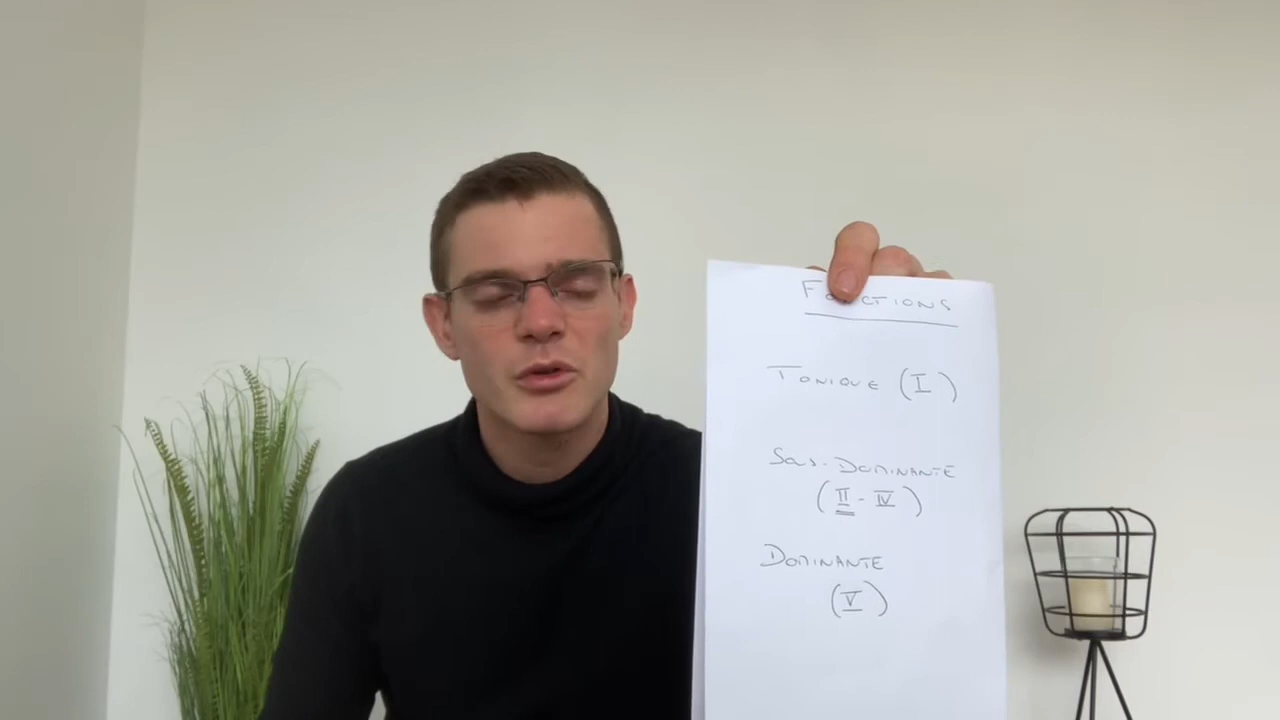 FONCTIONS
TONIQUE (I)
SOUS-DOMINANTE
(II - IV)
DOMINANTE
(V)